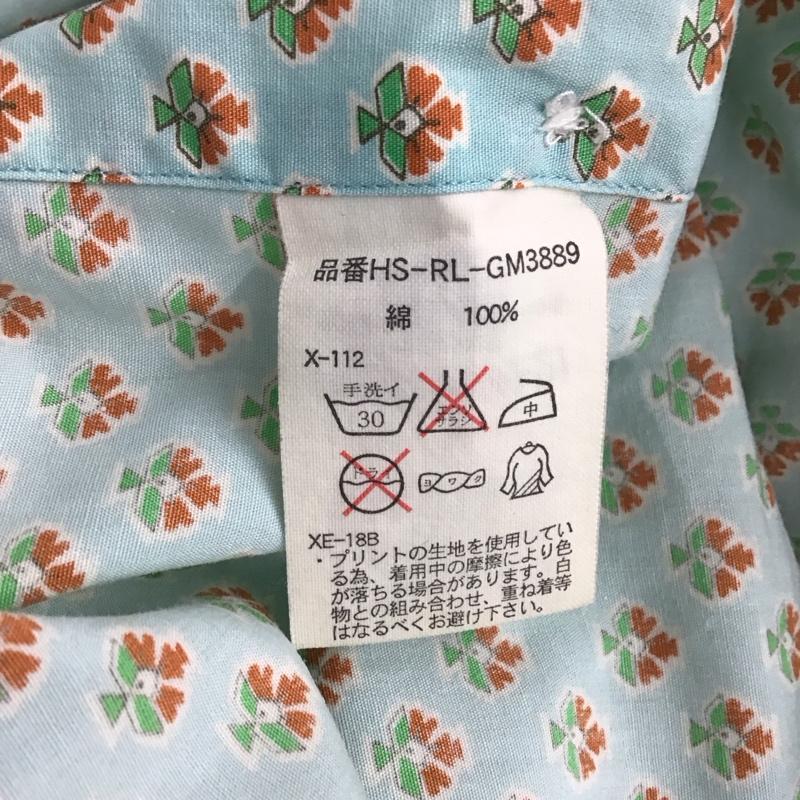 品番HS-RL-GM3889
綿 100%
X-112
手洗イ
30
エンソ
サラシ
中
ドライ
ヨワク
XE-18B
・プリントの生地を使用してい
る為、着用中の摩擦により色
が落ちる場合があります。白
物との組み合わせ、重ね着等
はなるべくお避け下さい。